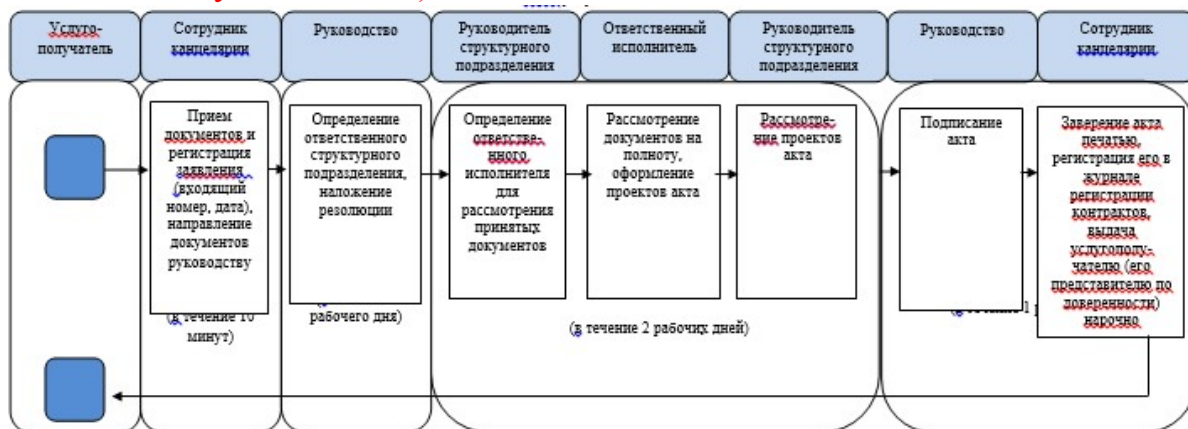 Услуго-
получатель
Сотрудник
канцелярии
Руководство
Руководитель
структурного
подразделения
Ответственный
исполнитель
Руководитель
структурного
подразделения
Руководство
Сотрудник
канцелярии
Прием
документов и
регистрация
заявления
(входящий
номер, дата),
направление
документов
руководству
(в течение 10
минут)
Определение
ответственного
структурного
подразделения,
наложение
резолюции
рабочего дня)
Определение
ответстве-
нного
исполнителя
для
рассмотрения
принятых
документов
Рассмотрение
документов на
полноту,
оформление
проектов акта
Рассмотре-
ние проектов
акта
(в течение 2 рабочих дней)
Подписание
акта
Заверение акта
печатью,
регистрация его в
журнале
регистрации
контрактов,
выдача
услугополу-
чателю (его
представителю по
доверенности)
нарочно